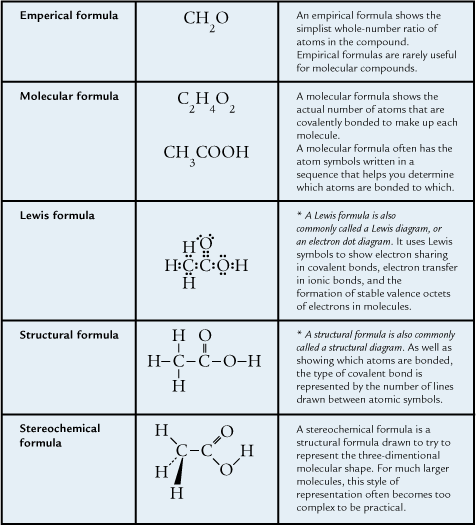 Empirical formula
CH₂O
An empirical formula shows the
simplist whole-number ratio of
atoms in the compound.
Empirical formulas are rarely useful
for molecular compounds.
Molecular formula
C₂H₄O₂
CH₃COOH
A molecular formula shows the
actual number of atoms that are
covalently bonded to make up each
molecule.
A molecular formula often has the
atom symbols written in a
sequence that helps you determine
which atoms are bonded to which.
Lewis formula
H O
H C C O H
H
* A Lewis formula is also
commonly called a Lewis diagram, or
an electron dot diagram. It uses Lewis
symbols to show electron sharing
in covalent bonds, electron transfer
in ionic bonds, and the
formation of stable valence octets
of electrons in molecules.
Structural formula
H O
H–C–C–O–H
H
* A structural formula is also commonly
called a structural diagram. As well as
showing which atoms are bonded,
the type of covalent bond is
represented by the number of lines
drawn between atomic symbols.
Stereochemical
formula
H O
C–C H
H O
H
A stereochemical formula is a
structural formula drawn to try to
represent the three-dimentional
molecular shape. For much larger
molecules, this style of
representation often becomes too
complex to be practical.